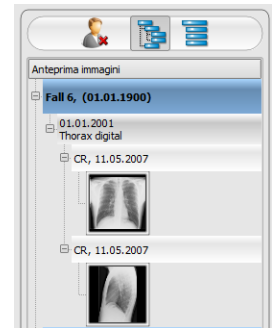 Anteprima immagini
Fall 6, (01.01.1900)
01.01.2001
Thorax digital
CR, 11.05.2007
CR, 11.05.2007